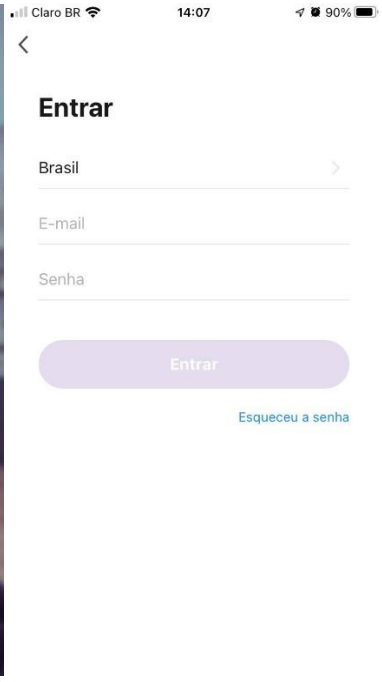 Claro BR 14:07 90%
Entrar
Brasil
E-mail
Senha
Entrar
Esqueceu a senha